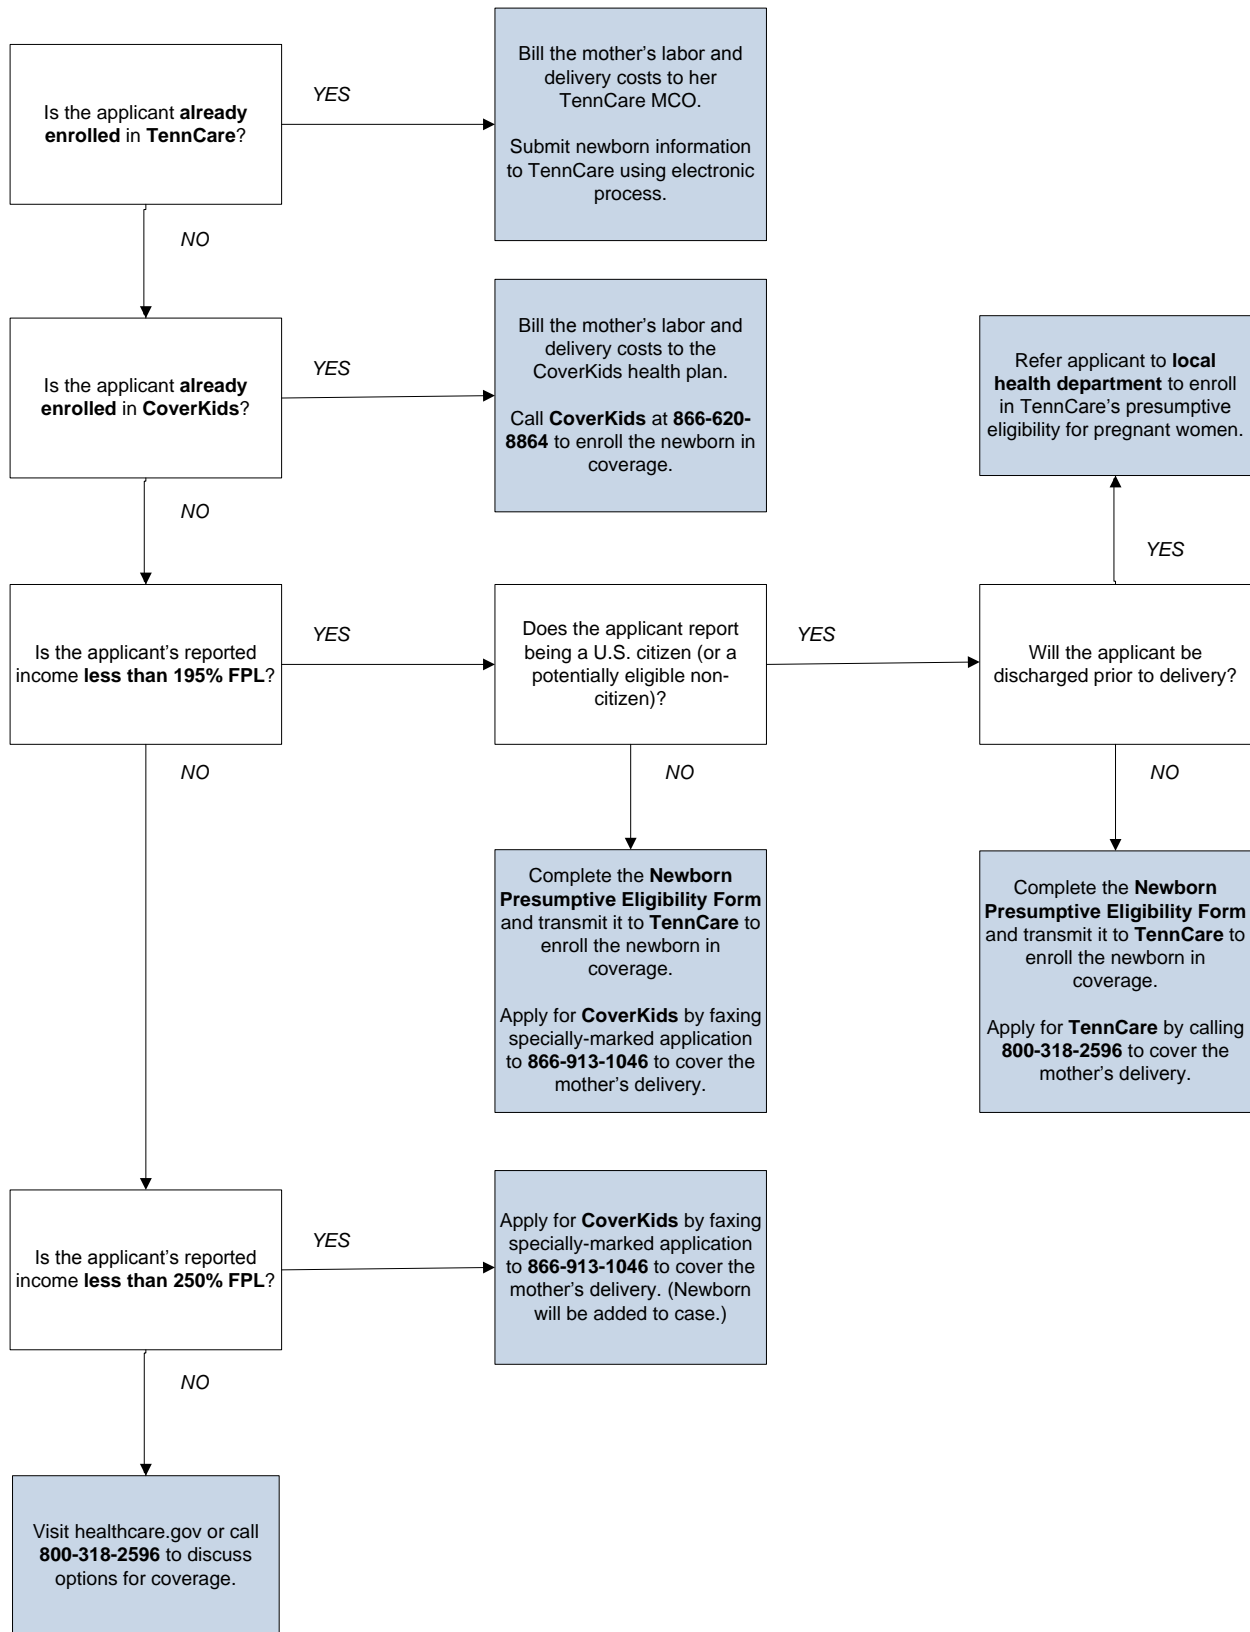 Is the applicant already
enrolled in TennCare?
YES
Bill the mother's labor and
delivery costs to her
TennCare MCO.
Submit newborn information
to TennCare using electronic
process.
NO
Is the applicant already
enrolled in CoverKids?
YES
Bill the mother's labor and
delivery costs to the
CoverKids health plan.
Call CoverKids at 866-620-
8864 to enroll the newborn in
coverage.
Refer applicant to local
health department to enroll
in TennCare's presumptive
eligibility for pregnant women.
NO
YES
Is the applicant's reported
income less than 195% FPL?
YES
Does the applicant report
being a U.S. citizen (or a
potentially eligible non-
citizen)?
YES
Will the applicant be
discharged prior to delivery?
NO
NO
NO
Complete the Newborn
Presumptive Eligibility Form
and transmit it to TennCare to
enroll the newborn in
coverage.
Apply for CoverKids by faxing
specially-marked application
to 866-913-1046 to cover the
mother's delivery.
Complete the Newborn
Presumptive Eligibility Form
and transmit it to TennCare to
enroll the newborn in
coverage.
Apply for TennCare by calling
800-318-2596 to cover the
mother's delivery.
Is the applicant's reported
income less than 250% FPL?
YES
Apply for CoverKids by faxing
specially-marked application
to 866-913-1046 to cover the
mother's delivery. (Newborn
will be added to case.)
NO
Visit healthcare.gov or call
800-318-2596 to discuss
options for coverage.